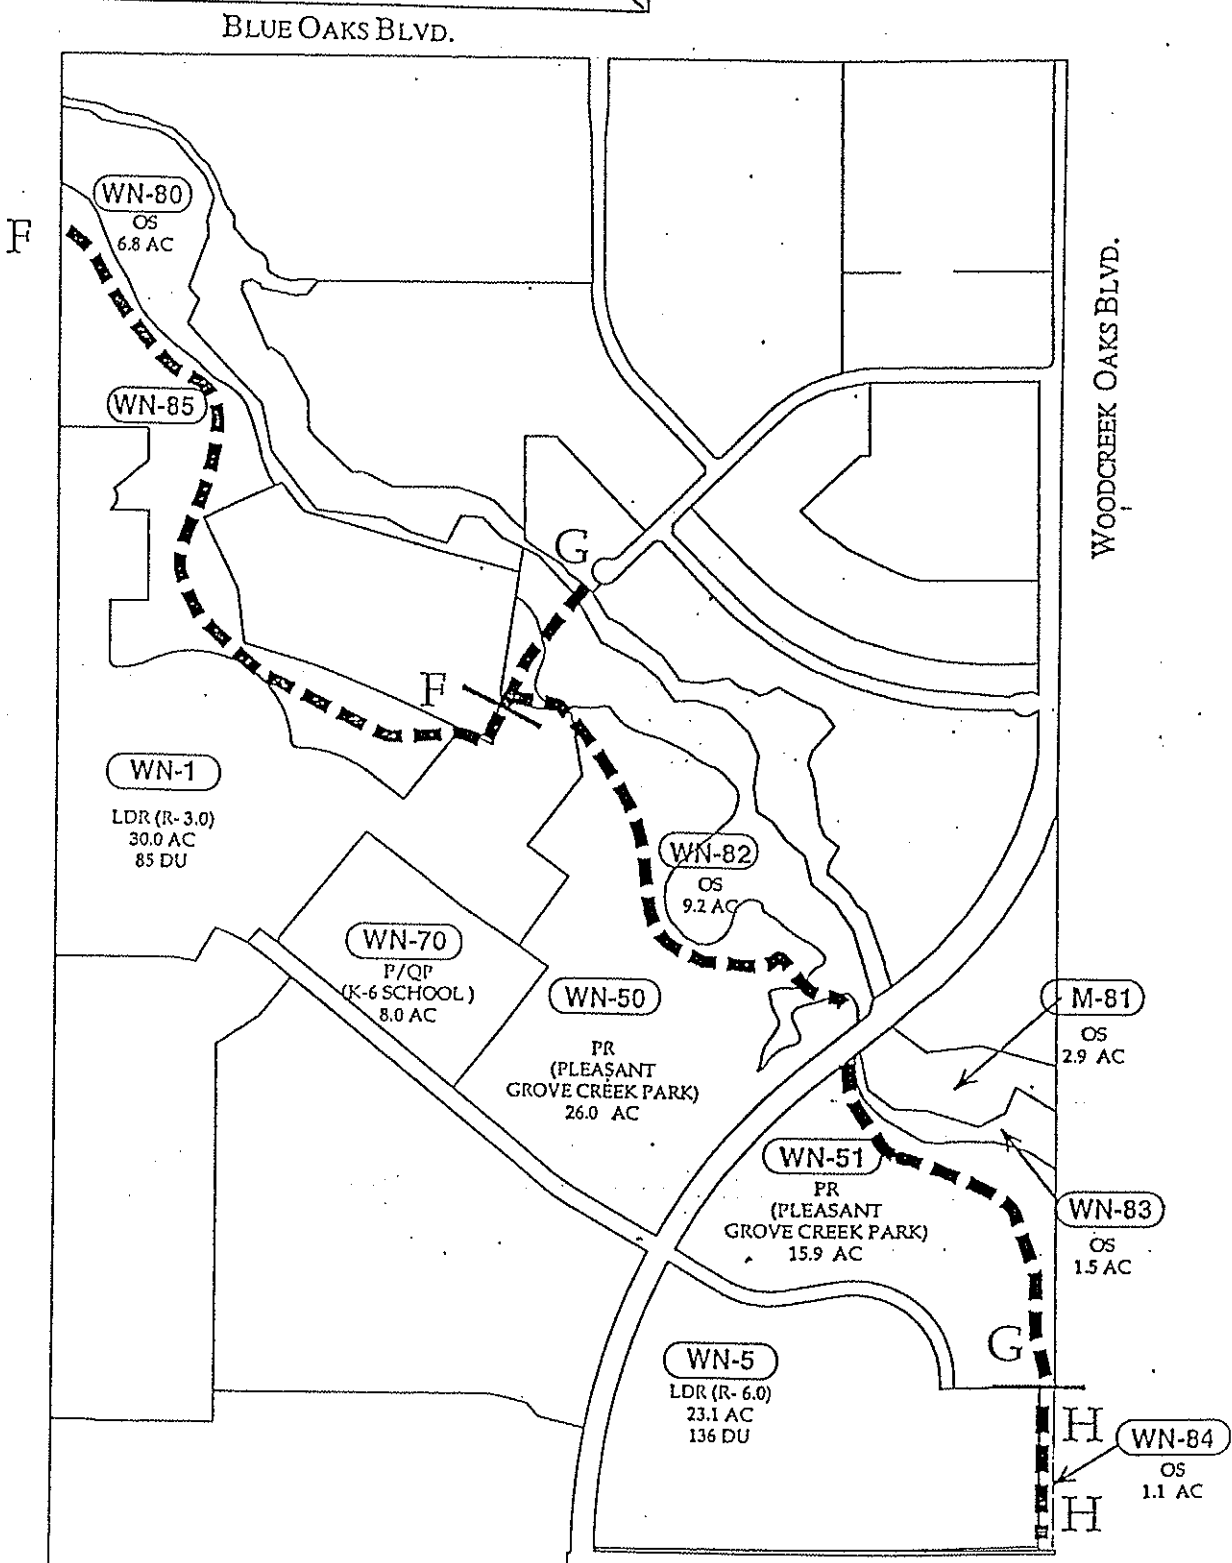 BLUE OAKS BLVD.
WN-80
OS
6.8 AC
F
WOODCREEK OAKS BLVD.
WN-85
G
F
WN-1
LDR (R- 3.0)
30.0 AC
85 DU
WN-82
OS
9.2 AC
WN-70
P/QP
(K-6 SCHOOL )
8.0 AC
WN-50
PR
(PLEASANT
GROVE CREEK PARK)
26.0 AC
M-81
OS
2.9 AC
WN-51
PR
(PLEASANT
GROVE CREEK PARK)
15.9 AC
WN-83
OS
1.5 AC
G
WN-5
LDR (R- 6.0)
23.1 AC
136 DU
H
WN-84
OS
1.1 AC
H